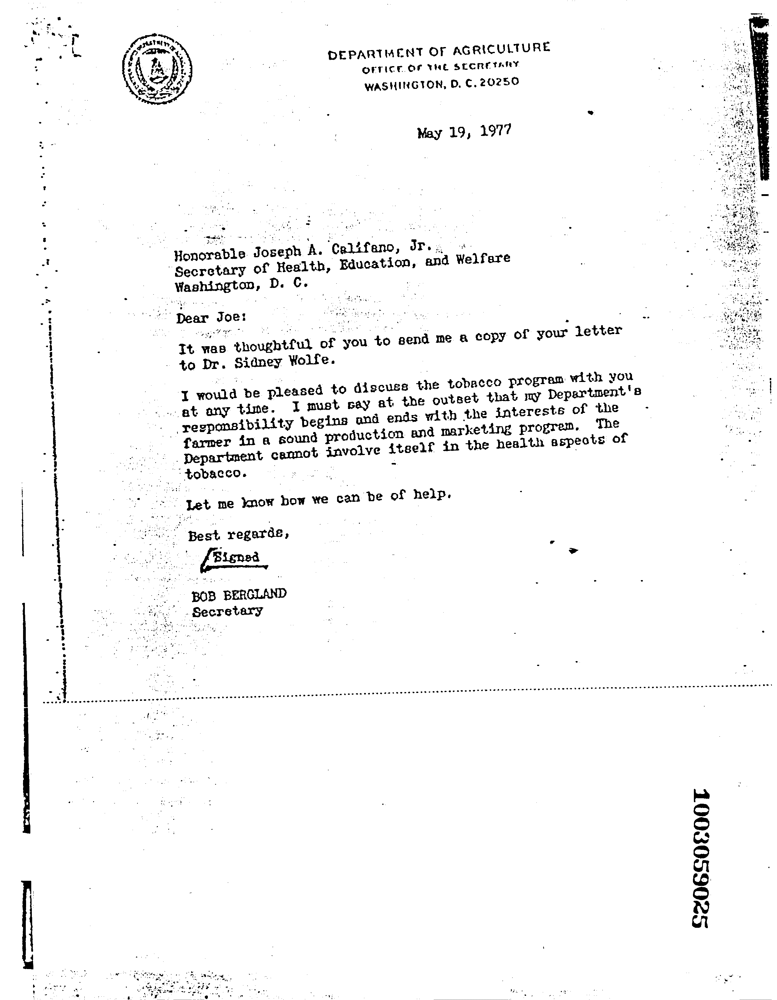 DEPARTMENT OF AGRICULTURE
OFFICE OF THE SECRETARY
WASHINGTON, D. C. 20250
May 19, 1977
Honorable Joseph A. Califano, Jr.
Secretary of Health, Education, and Welfare
Washington, D. C.
Dear Joe:
It was thoughtful of you to send me a copy of your letter
to Dr. Sidney Wolfe.
I would be pleased to discuss the tobacco program with you
at any time. I must say at the outset that my Department's
responsibility begins and ends with the interests of the
farmer in a sound production and marketing program. The
Department cannot involve itself in the health aspects of
tobacco.
Let me know how we can be of help.
Best regards,
Signed
BOB BERGLAND
Secretary
1003059025